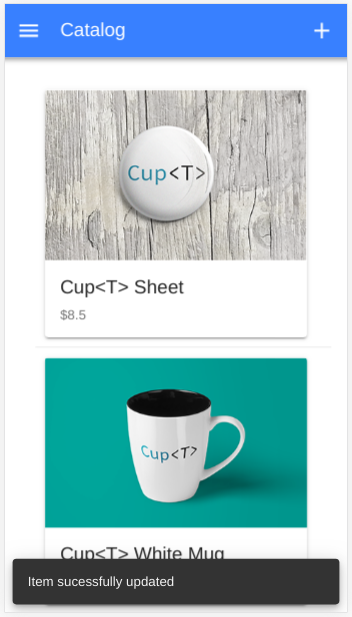 Catalog
Cup<T>
Cup<T> Sheet
$8.5
Cup<T>
Cup<T> White Mug
Item sucessfully updated